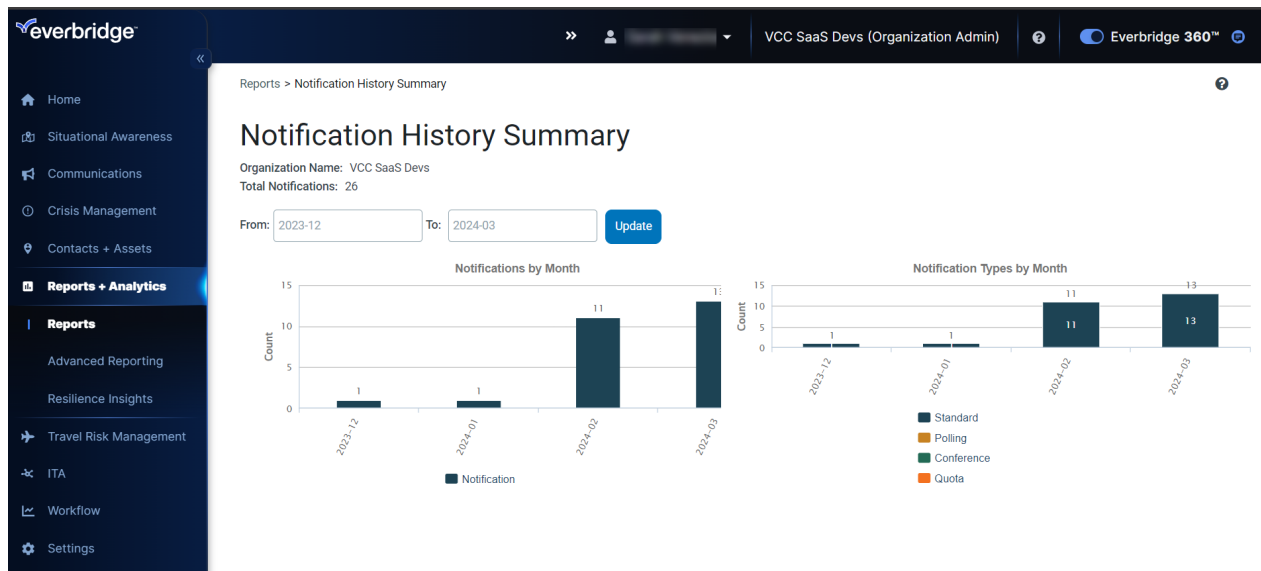 everbridge™
»
VCC SaaS Devs (Organization Admin)
Everbridge 360™
«
Home
Situational Awareness
Communications
Crisis Management
Contacts + Assets
Reports + Analytics
Reports
Advanced Reporting
Resilience Insights
Travel Risk Management
ITA
Workflow
Settings
Reports > Notification History Summary
Notification History Summary
Organization Name: VCC SaaS Devs
Total Notifications: 26
From: 2023-12 To: 2024-03 Update
Notifications by Month
Count
15
10
5
0
1
1
11
2023-12
2024-01
2024-02
2024-03
Notification
Notification Types by Month
Count
15
10
5
0
1
1
11
11
13
13
2023-12
2024-01
2024-02
2024-03
Standard
Polling
Conference
Quota